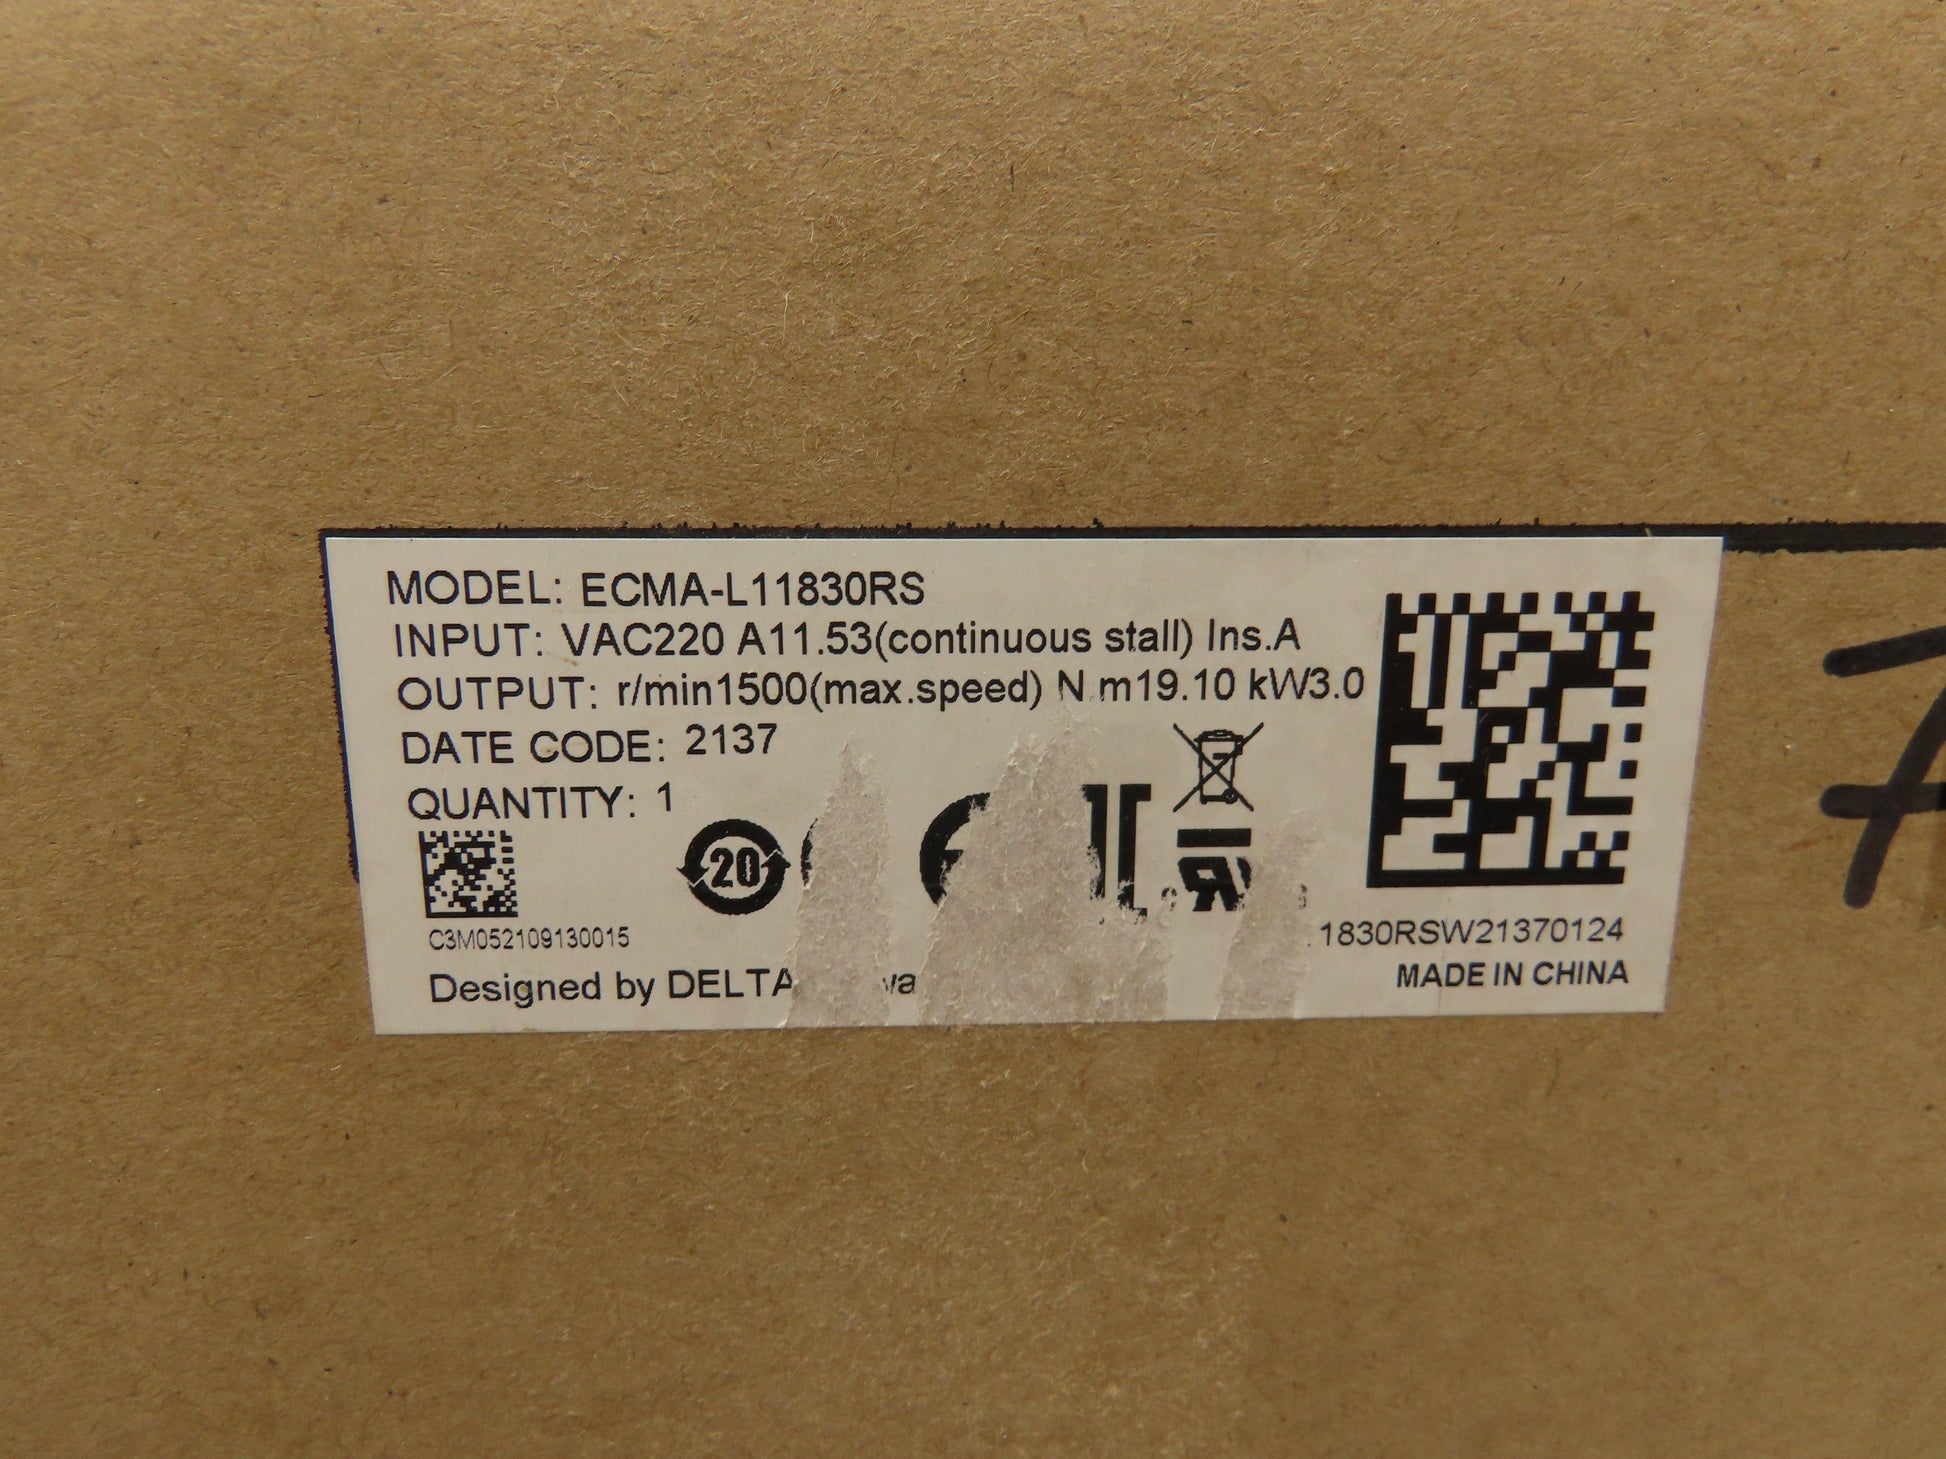 MODEL: ECMA-L11830RS
INPUT: VAC220 A11.53(continuous stall) Ins.A
OUTPUT: r/min1500(max.speed) N.m19.10 kW3.0
DATE CODE: 2137
QUANTITY: 1
20
C3M052109130015
1830RSW21370124
Designed by DELTA
MADE IN CHINA